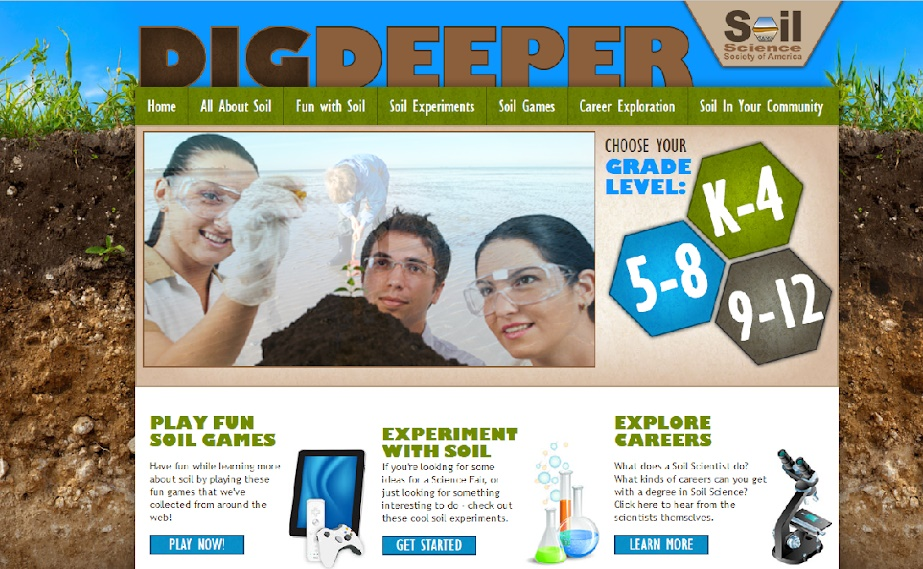 DIGDEEPER
Soil
Science
Society of America
Home All About Soil Fun with Soil Soil Experiments Soil Games Career Exploration Soil In Your Community
CHOOSE YOUR
GRADE
LEVEL:
K-4
5-8
9-12
PLAY FUN
SOIL GAMES
Have fun while learning more
about soil by playing these
fun games that we've
collected from around the
web!
PLAY NOW!
EXPERIMENT
WITH SOIL
If you're looking for some
ideas for a Science Fair, or
just looking for something
interesting to do - check out
these cool soil experiments.
GET STARTED
EXPLORE
CAREERS
What does a Soil Scientist do?
What kinds of careers can you get
with a degree in Soil Science?
Click here to hear from the
scientists themselves.
LEARN MORE